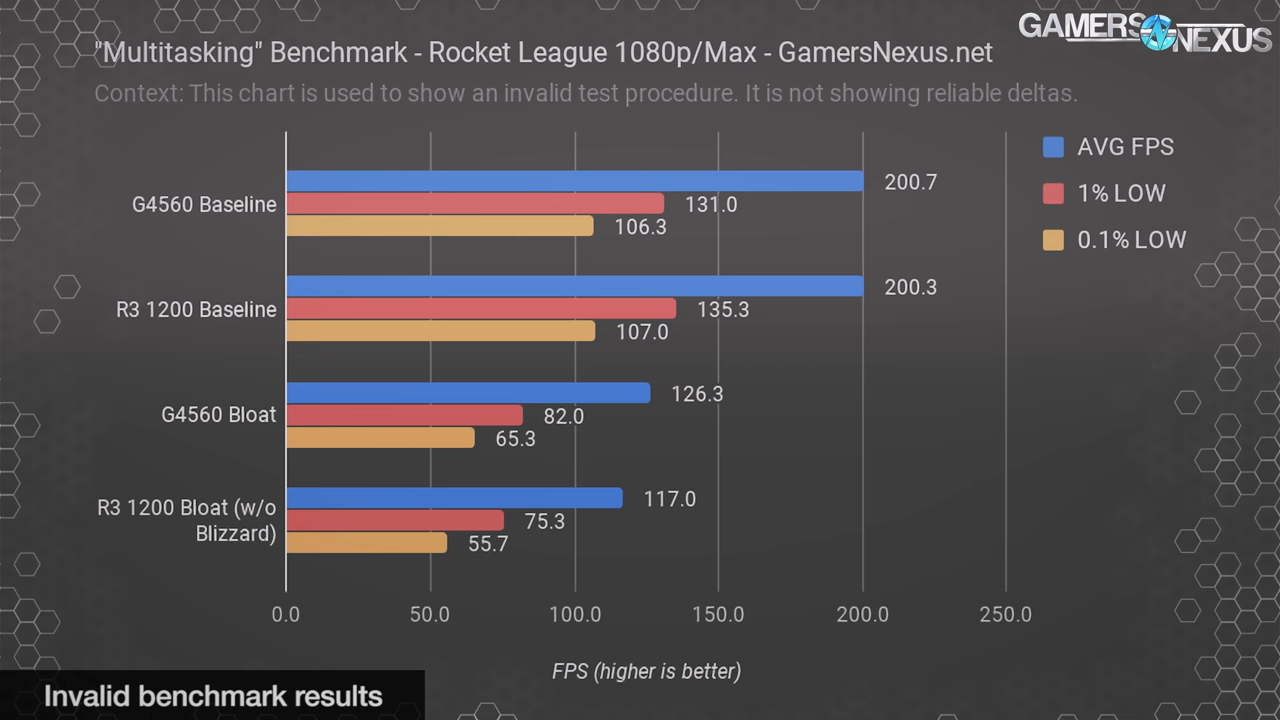 GAMERS NEXUS
"Multitasking" Benchmark - Rocket League 1080p/Max - GamersNexus.net
Context: This chart is used to show an invalid test procedure. It is not showing reliable deltas.
AVG FPS
1% LOW
0.1% LOW
G4560 Baseline
200.7
131.0
106.3
R3 1200 Baseline
200.3
135.3
107.0
G4560 Bloat
126.3
82.0
65.3
R3 1200 Bloat (w/o
Blizzard)
117.0
75.3
55.7
0.0 50.0 100.0 150.0 200.0 250.0
FPS (higher is better)
Invalid benchmark results